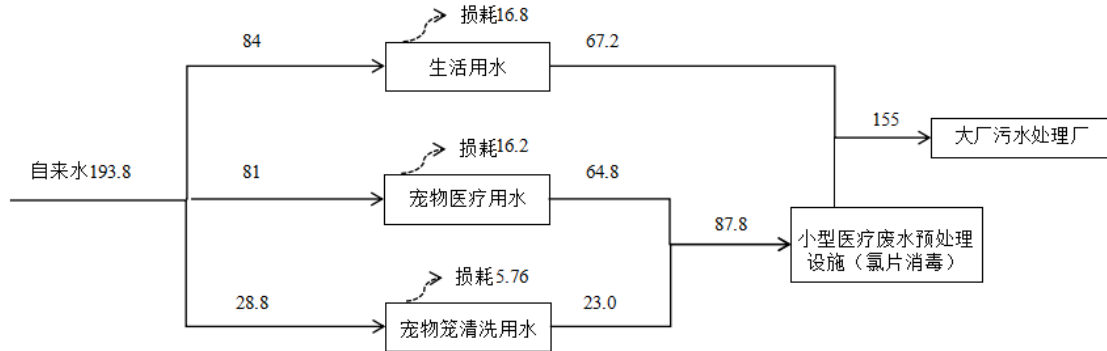 损耗16.8
84
生活用水
67.2
155
大厂污水处理厂
自来水193.8
损耗16.2
81
宠物医疗用水
64.8
87.8
小型医疗废水预处理
设施（氯片消毒）
损耗5.76
28.8
宠物笼清洗用水
23.0